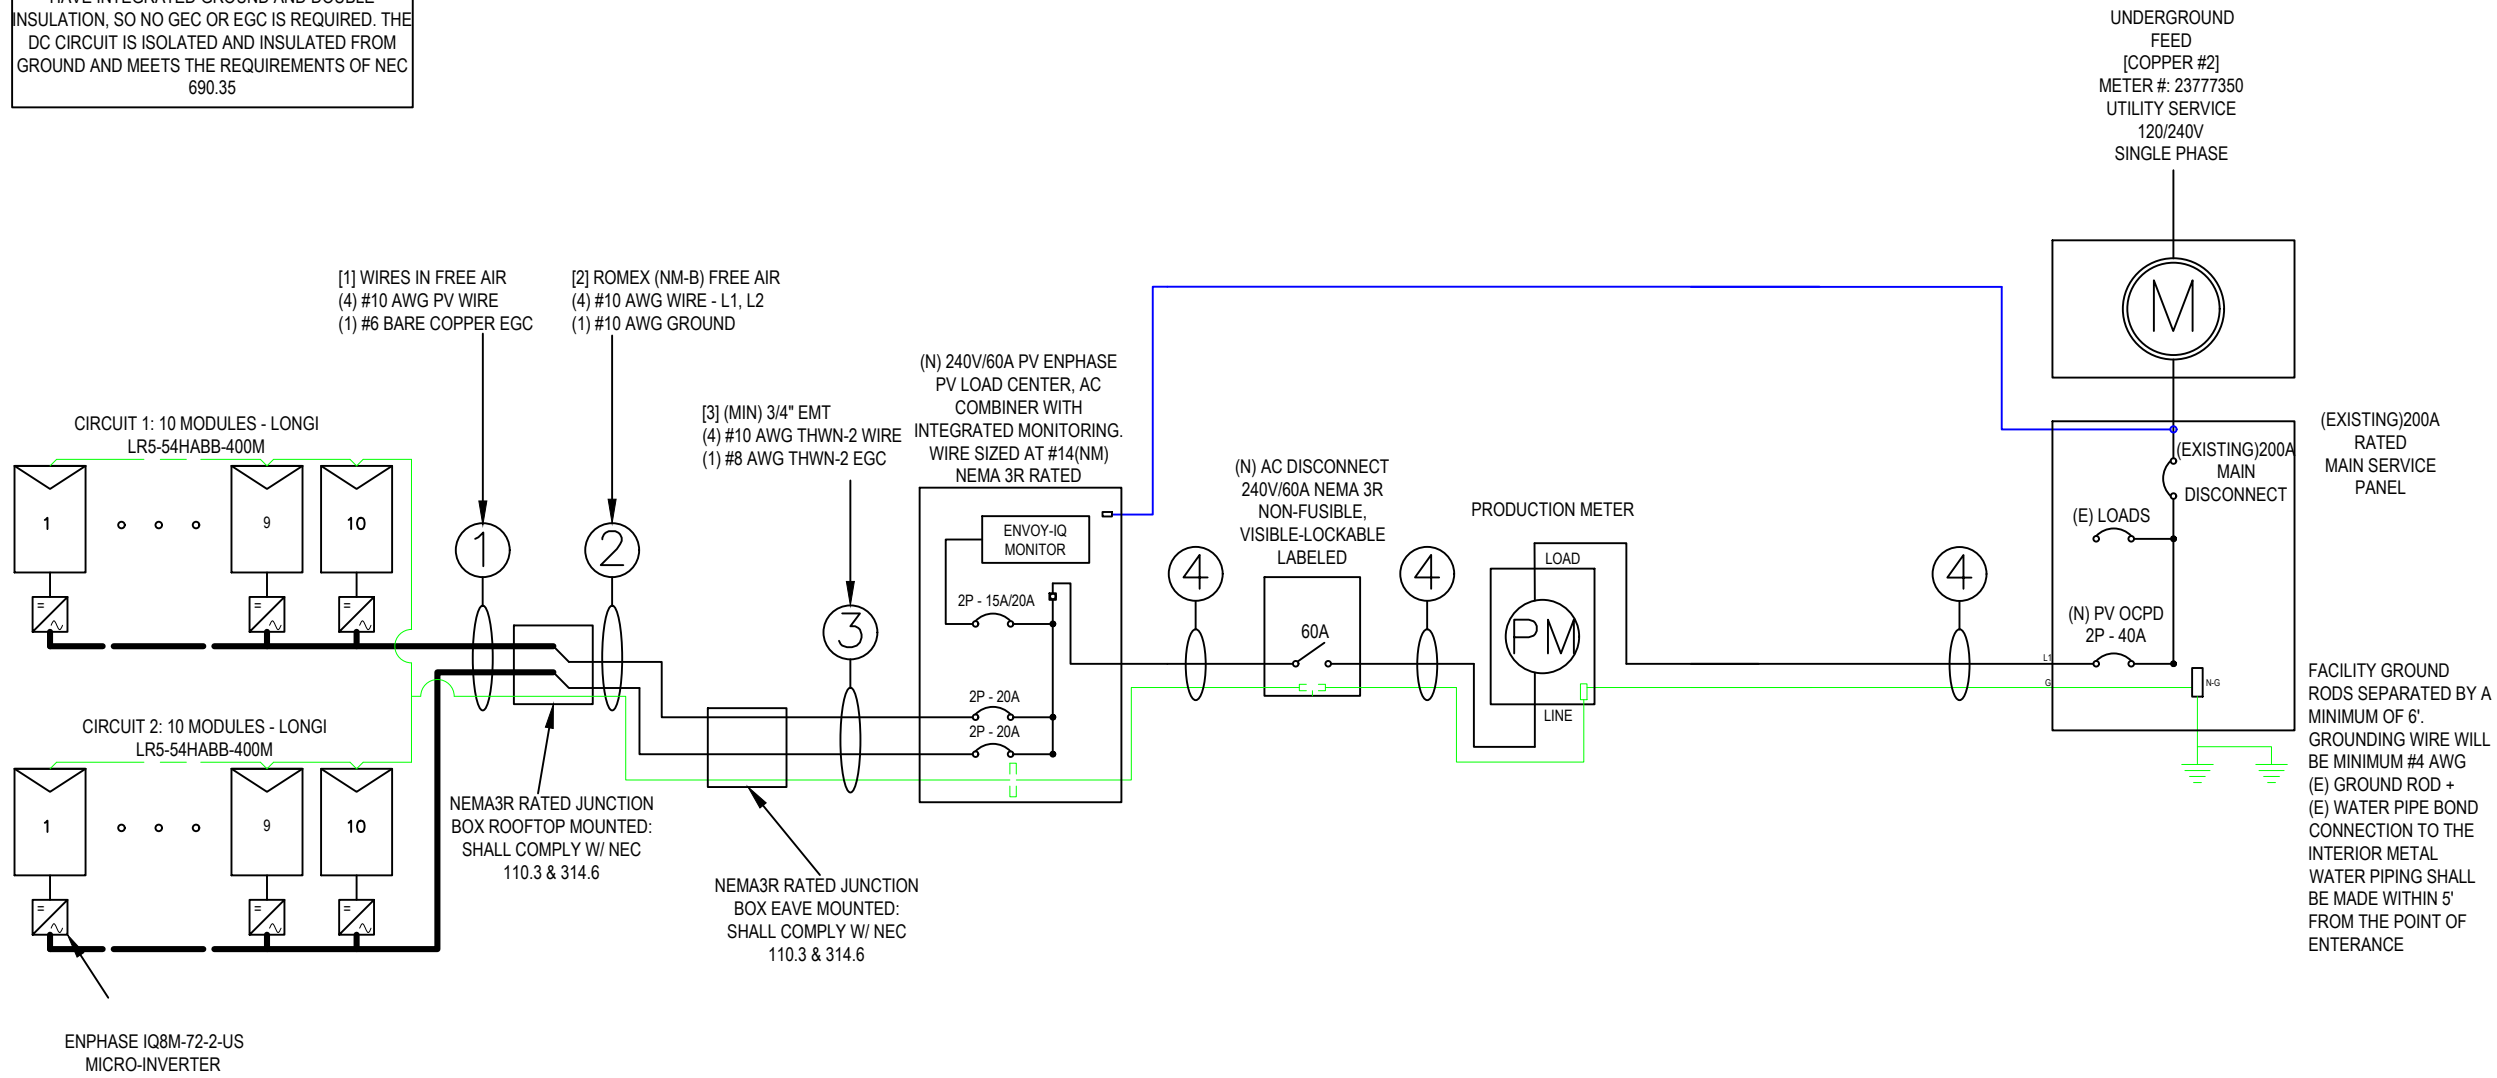 HAVE INTEGRATED GROUND AND DOUBLE
INSULATION, SO NO GEC OR EGC IS REQUIRED. THE
DC CIRCUIT IS ISOLATED AND INSULATED FROM
GROUND AND MEETS THE REQUIREMENTS OF NEC
690.35
UNDERGROUND
FEED
[COPPER #2]
METER #: 23777350
UTILITY SERVICE
120/240V
SINGLE PHASE
M
[1] WIRES IN FREE AIR
(4) #10 AWG PV WIRE
(1) #6 BARE COPPER EGC
[2] ROMEX (NM-B) FREE AIR
(4) #10 AWG WIRE - L1, L2
(1) #10 AWG GROUND
[3] (MIN) 3/4" EMT
(4) #10 AWG THWN-2 WIRE
(1) #8 AWG THWN-2 EGC
(N) 240V/60A PV ENPHASE
PV LOAD CENTER, AC
COMBINER WITH
INTEGRATED MONITORING.
WIRE SIZED AT #14(NM)
NEMA 3R RATED
CIRCUIT 1: 10 MODULES - LONGI
LR5-54HABB-400M
1
9
10
1
2
3
ENVOY-IQ
MONITOR
2P - 15A/20A
2P - 20A
2P - 20A
4
(N) AC DISCONNECT
240V/60A NEMA 3R
NON-FUSIBLE,
VISIBLE-LOCKABLE
LABELED
60A
4
PRODUCTION METER
LOAD
PM
LINE
4
(EXISTING)200A
RATED
MAIN SERVICE
PANEL
(EXISTING)200A
MAIN
DISCONNECT
(E) LOADS
(N) PV OCPD
2P - 40A
L1
G
N-G
FACILITY GROUND
RODS SEPARATED BY A
MINIMUM OF 6'.
GROUNDING WIRE WILL
BE MINIMUM #4 AWG
(E) GROUND ROD +
(E) WATER PIPE BOND
CONNECTION TO THE
INTERIOR METAL
WATER PIPING SHALL
BE MADE WITHIN 5'
FROM THE POINT OF
ENTERANCE
CIRCUIT 2: 10 MODULES - LONGI
LR5-54HABB-400M
1
9
10
NEMA3R RATED JUNCTION
BOX ROOFTOP MOUNTED:
SHALL COMPLY W/ NEC
110.3 & 314.6
NEMA3R RATED JUNCTION
BOX EAVE MOUNTED:
SHALL COMPLY W/ NEC
110.3 & 314.6
ENPHASE IQ8M-72-2-US
MICRO-INVERTER